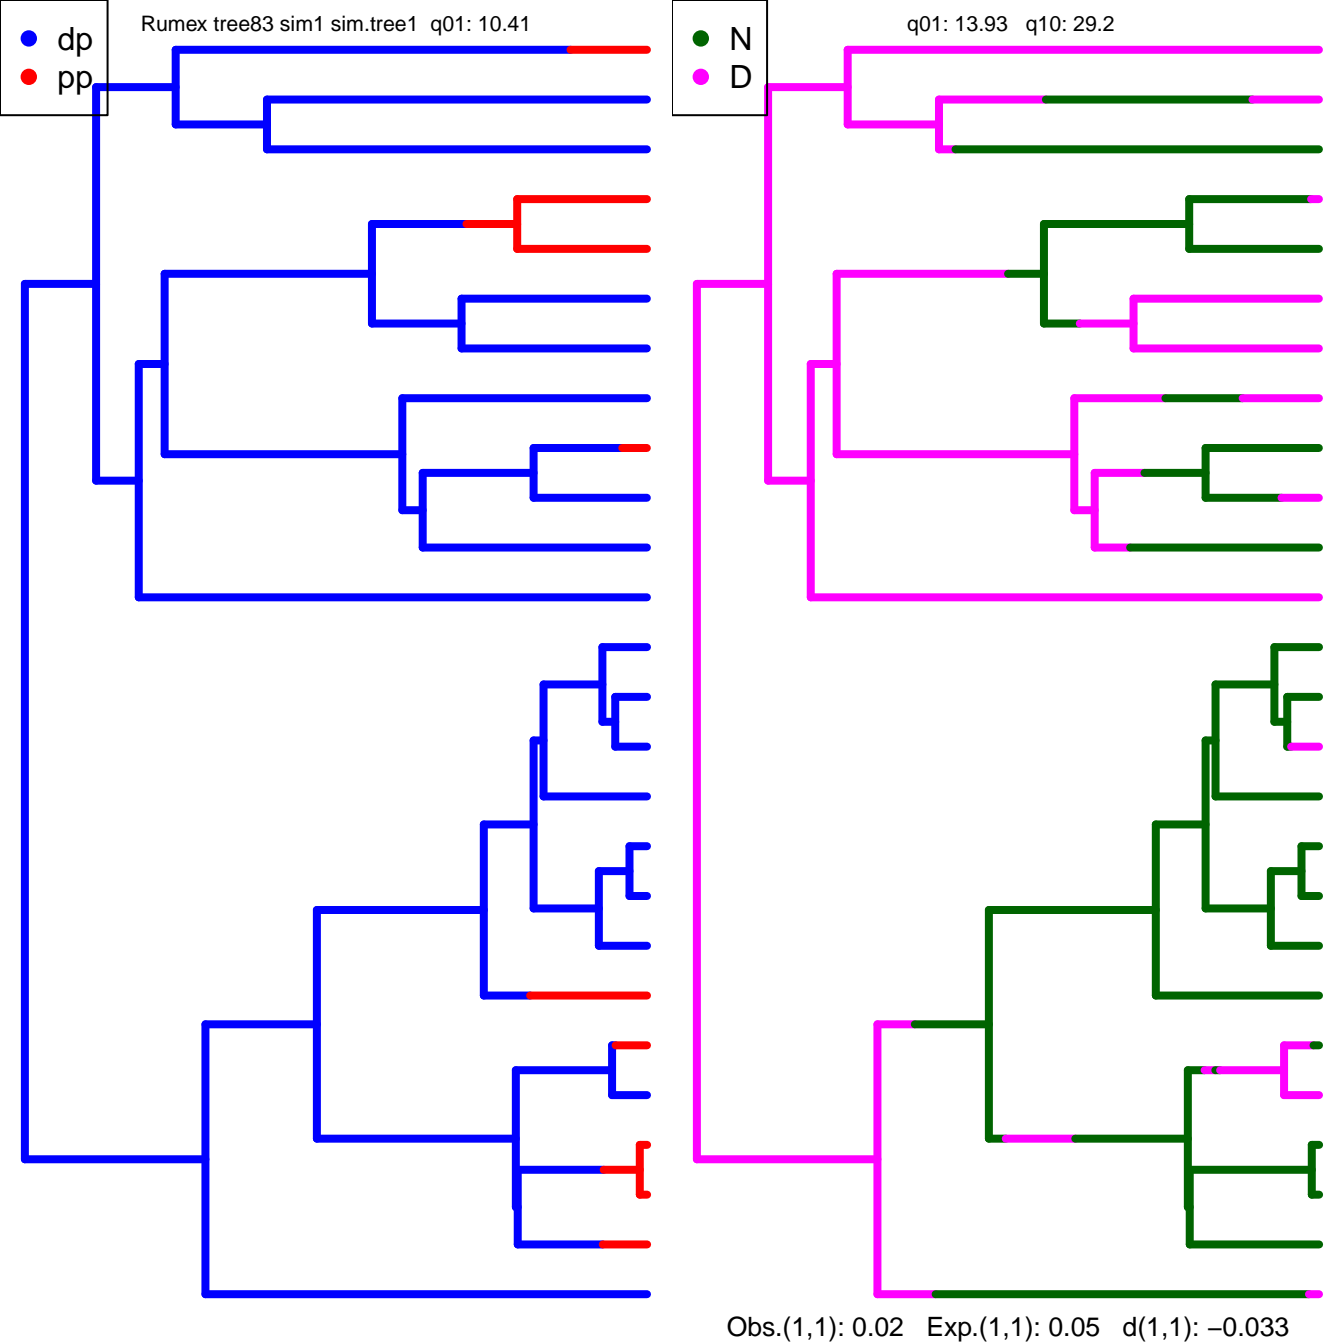 Rumex tree83 sim1 sim.tree1 q01: 10.41
dp
pp
q01: 13.93 q10: 29.2
N
D
Obs.(1,1): 0.02 Exp.(1,1): 0.05 d(1,1): −0.033